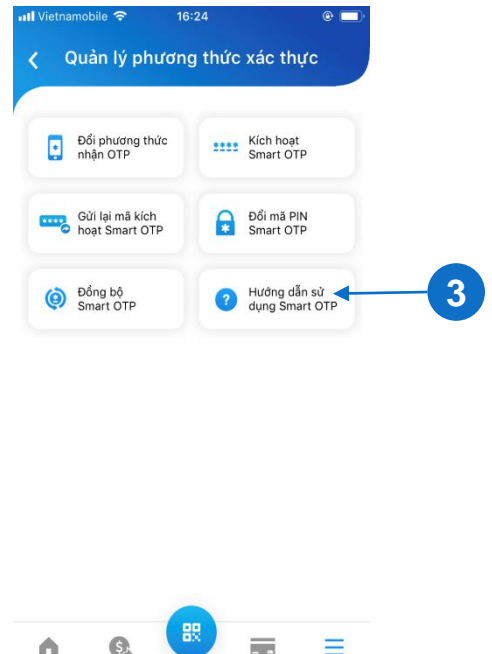 Vietnamobile 16:24
Quản lý phương thức xác thực
Đổi phương thức
nhận OTP
Kích hoạt
Smart OTP
Gửi lại mã kích
hoạt Smart OTP
Đổi mã PIN
Smart OTP
Đồng bộ
Smart OTP
Hướng dẫn sử
dụng Smart OTP
3